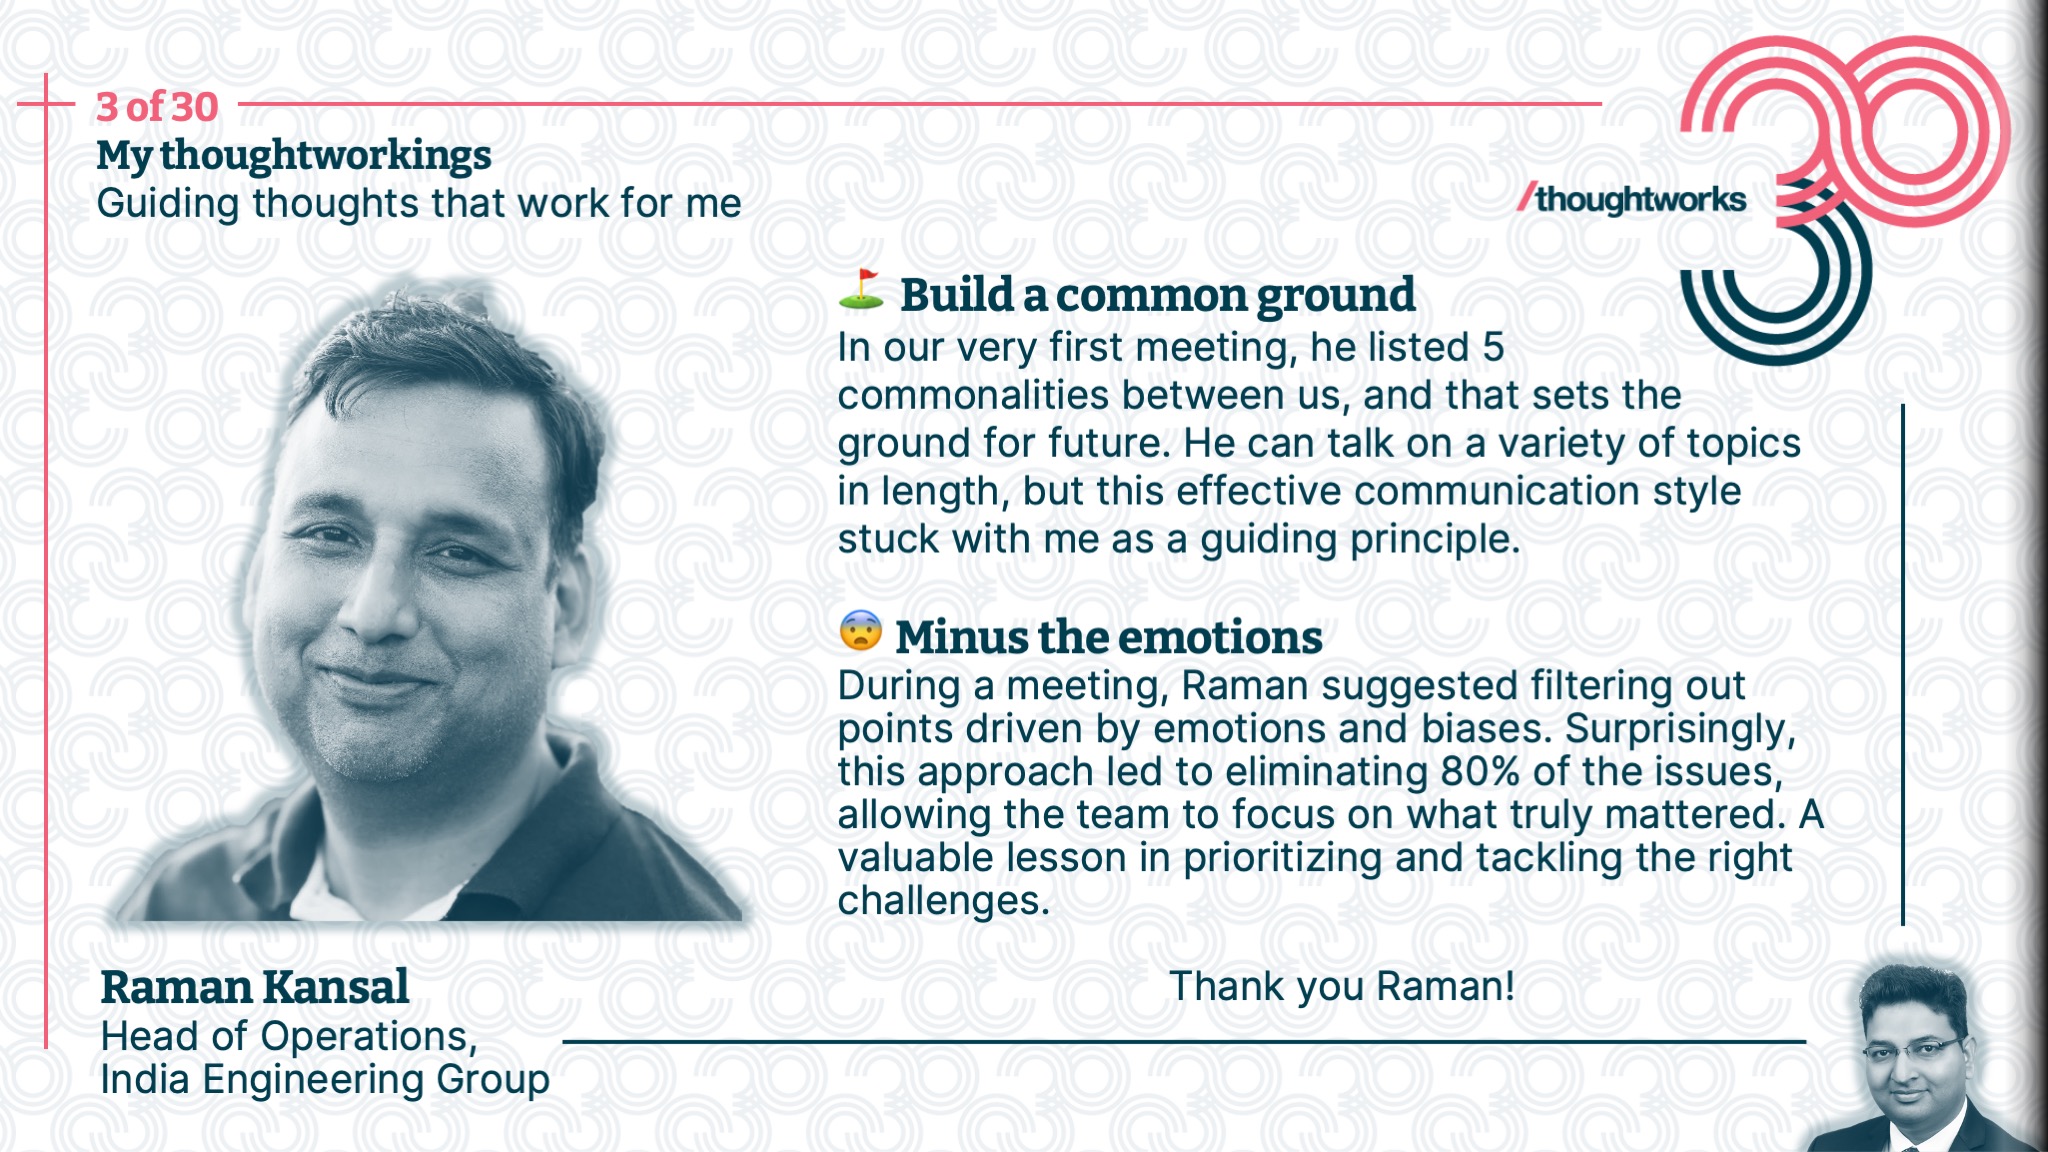 3 of 30
My thoughtworkings
Guiding thoughts that work for me
/thoughtworks
30
⛳ Build a common ground
In our very first meeting, he listed 5
commonalities between us, and that sets the
ground for future. He can talk on a variety of topics
in length, but this effective communication style
stuck with me as a guiding principle.
😨 Minus the emotions
During a meeting, Raman suggested filtering out
points driven by emotions and biases. Surprisingly,
this approach led to eliminating 80% of the issues,
allowing the team to focus on what truly mattered. A
valuable lesson in prioritizing and tackling the right
challenges.
Thank you Raman!
Raman Kansal
Head of Operations,
India Engineering Group